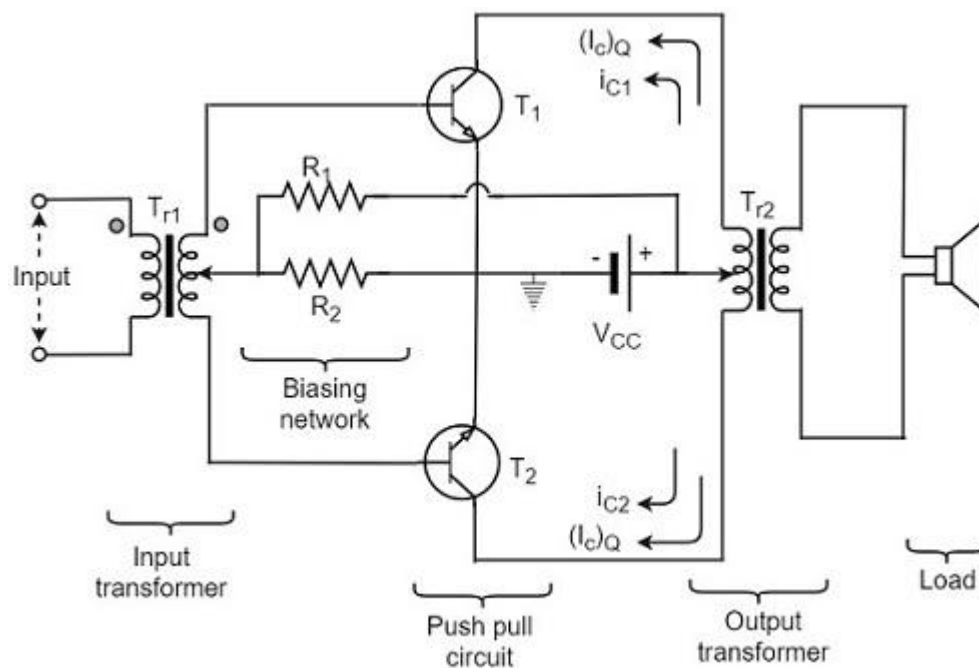 (Ic)Q
iC1
T1
R1
Tr1
Tr2
Input
- +
R2
VCC
Biasing
network
T2
iC2
(Ic)Q
Input
transformer
Push pull
circuit
Output
transformer
Load